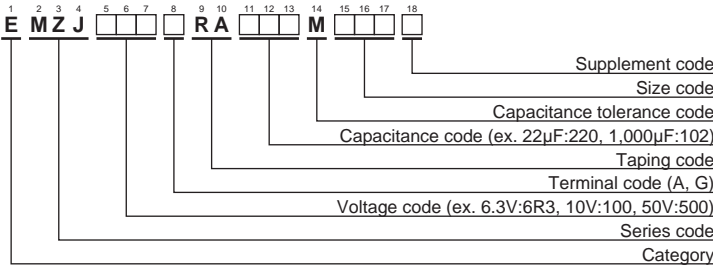 1 2 3 4 5 6 7 8 9 10 11 12 13 14 15 16 17 18
E M Z J R A M
Supplement code
Size code
Capacitance tolerance code
Capacitance code (ex. 22µF:220, 1,000µF:102)
Taping code
Terminal code (A, G)
Voltage code (ex. 6.3V:6R3, 10V:100, 50V:500)
Series code
Category